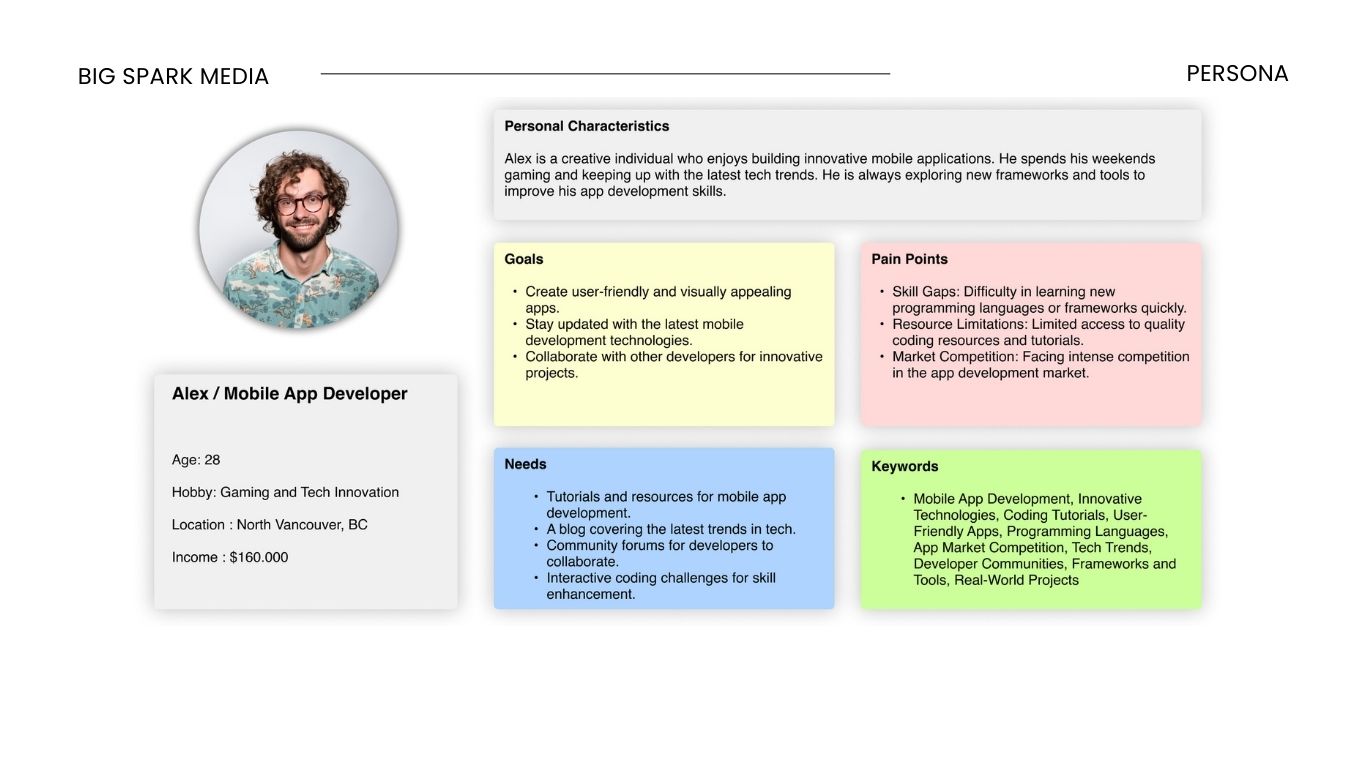 BIG SPARK MEDIA
PERSONA
Personal Characteristics
Alex is a creative individual who enjoys building innovative mobile applications. He spends his weekends
gaming and keeping up with the latest tech trends. He is always exploring new frameworks and tools to
improve his app development skills.
Goals
• Create user-friendly and visually appealing
apps.
• Stay updated with the latest mobile
development technologies.
• Collaborate with other developers for innovative
projects.
Pain Points
• Skill Gaps: Difficulty in learning new
programming languages or frameworks quickly.
• Resource Limitations: Limited access to quality
coding resources and tutorials.
• Market Competition: Facing intense competition
in the app development market.
Alex / Mobile App Developer
Age: 28
Hobby: Gaming and Tech Innovation
Location : North Vancouver, BC
Income : $160.000
Needs
• Tutorials and resources for mobile app
development.
• A blog covering the latest trends in tech.
• Community forums for developers to
collaborate.
• Interactive coding challenges for skill
enhancement.
Keywords
• Mobile App Development, Innovative
Technologies, Coding Tutorials, User-
Friendly Apps, Programming Languages,
App Market Competition, Tech Trends,
Developer Communities, Frameworks and
Tools, Real-World Projects